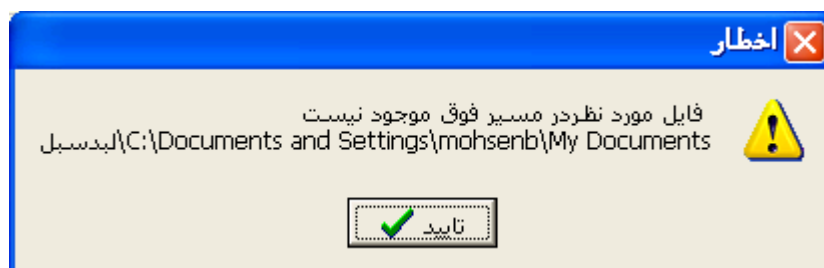 اخطار
فایل مورد نظردر مسیر فوق موجود نیست
C:\Documents and Settings\mohsenb\My Documents\لبدسبل
تایید